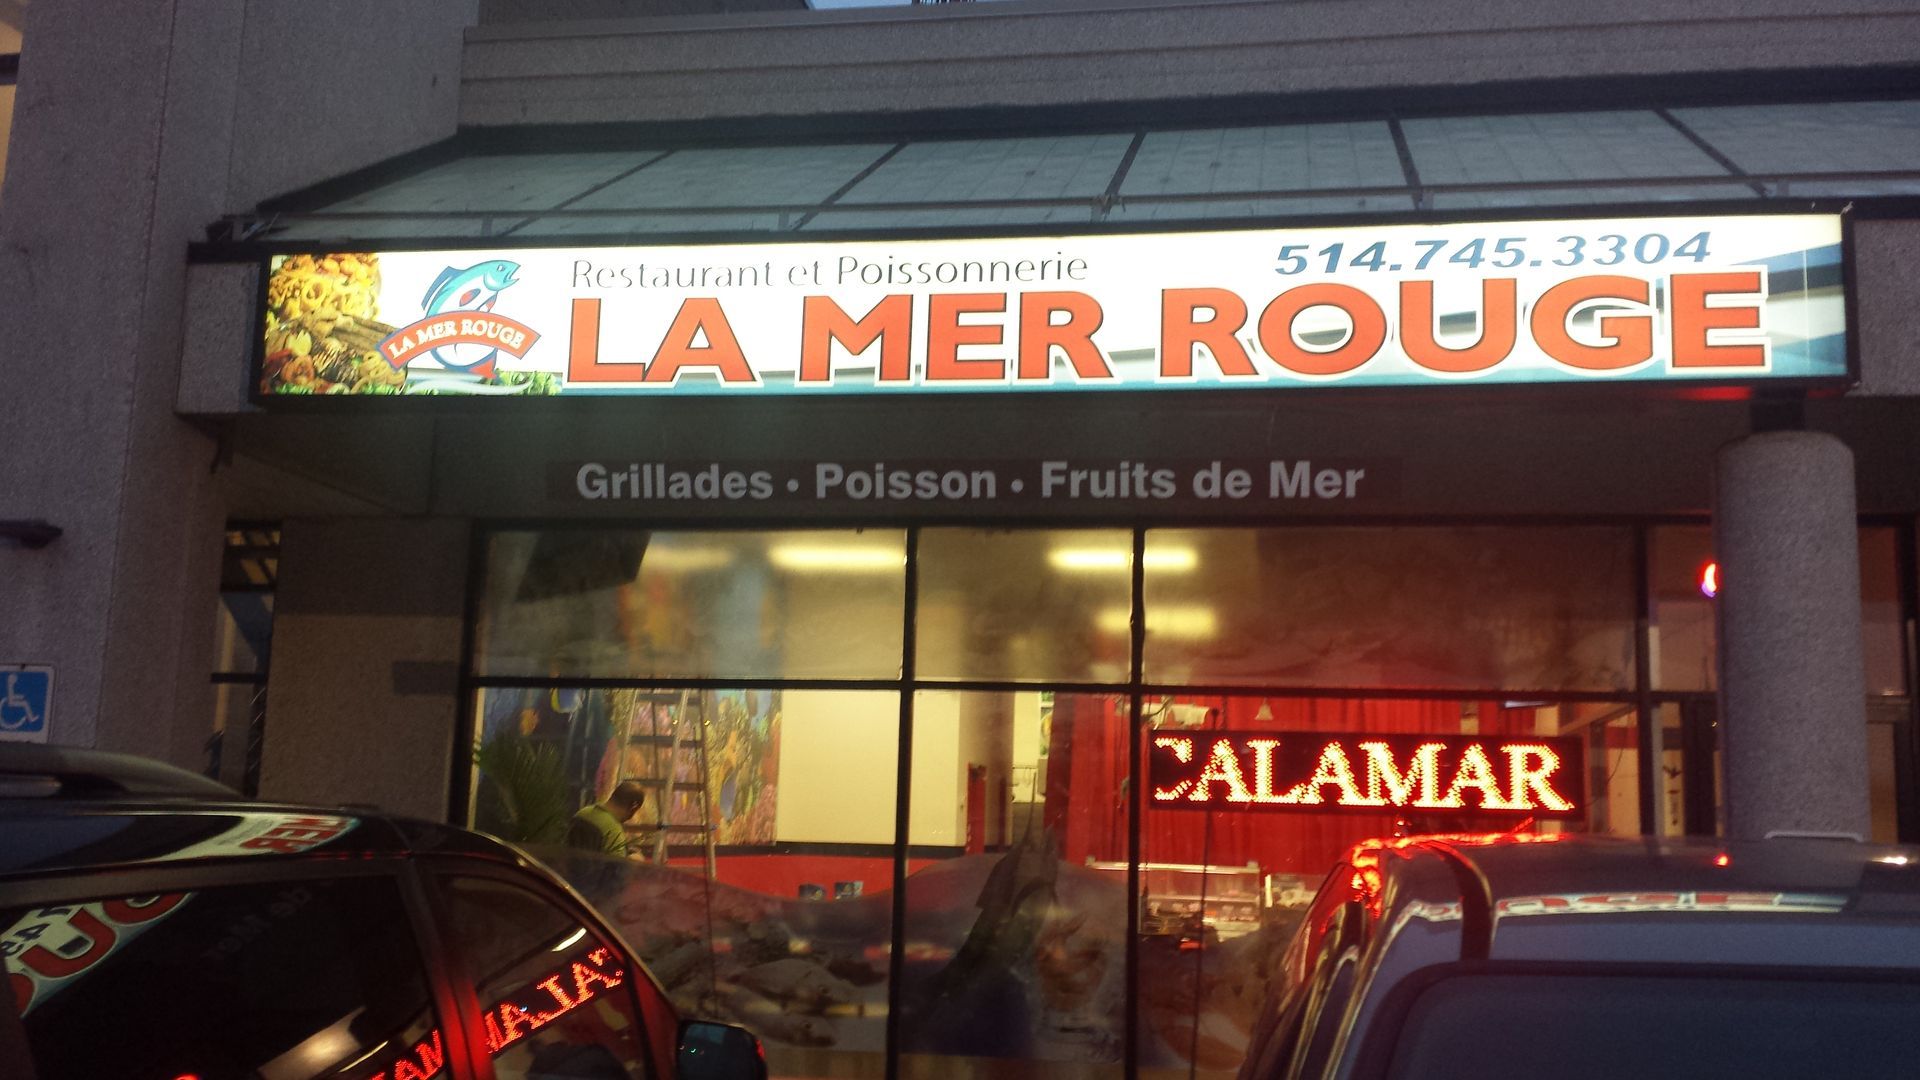 Restaurant et Poissonnerie
514.745.3304
LA MER ROUGE
LA MER ROUGE
Grillades • Poisson • Fruits de Mer
CALAMAR